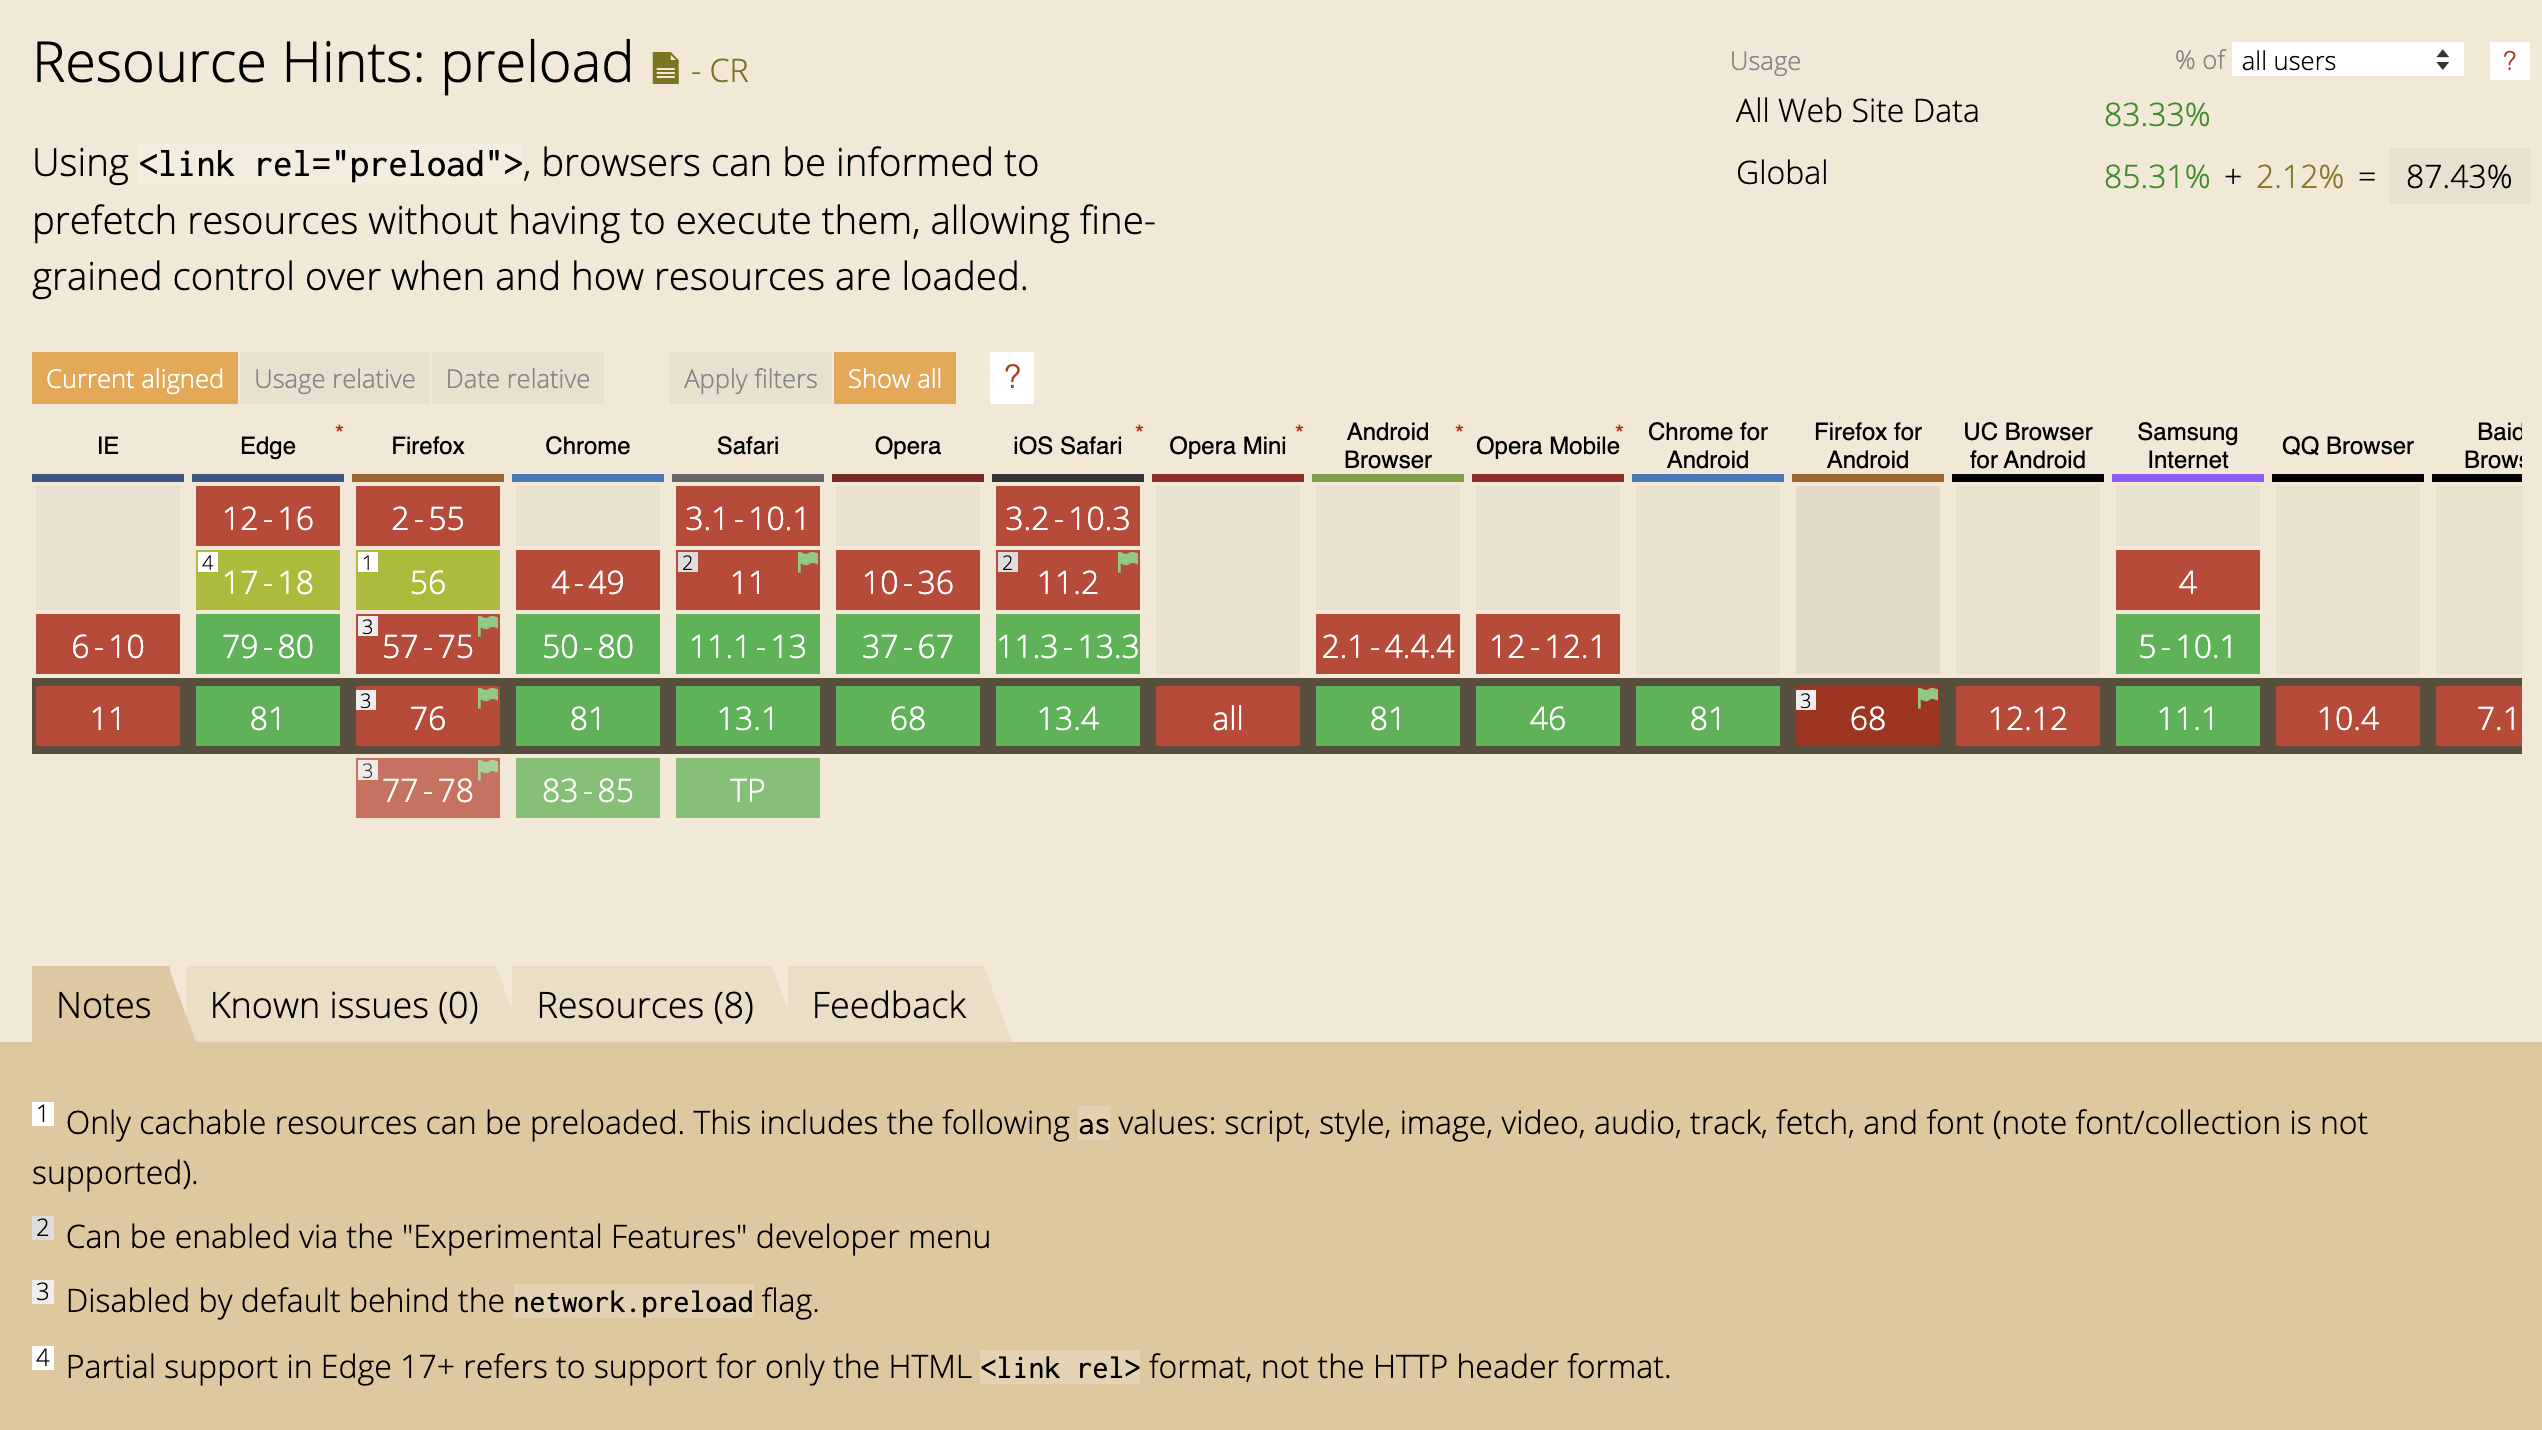 Resource Hints: preload - CR
Usage % of all users ?
All Web Site Data 83.33%
Global 85.31% + 2.12% = 87.43%
Using <link rel="preload">, browsers can be informed to
prefetch resources without having to execute them, allowing fine-
grained control over when and how resources are loaded.
Current aligned Usage relative Date relative Apply filters Show all ?
IE Edge * Firefox Chrome Safari Opera iOS Safari * Opera Mini * Android Browser * Opera Mobile * Chrome for Android Firefox for Android UC Browser for Android Samsung Internet QQ Browser Baid Brows
12-16 2-55 3.1-10.1 3.2-10.3
4 17-18 1 56 4-49 2 11 10-36 2 11.2 4
6-10 79-80 3 57-75 50-80 11.1-13 37-67 11.3-13.3 2.1-4.4.4 12-12.1 5-10.1
11 81 3 76 81 13.1 68 13.4 all 81 46 81 3 68 12.12 11.1 10.4 7.1
3 77-78 83-85 TP
Notes Known issues (0) Resources (8) Feedback
1 Only cachable resources can be preloaded. This includes the following as values: script, style, image, video, audio, track, fetch, and font (note font/collection is not
supported).
2 Can be enabled via the "Experimental Features" developer menu
3 Disabled by default behind the network.preload flag.
4 Partial support in Edge 17+ refers to support for only the HTML <link rel> format, not the HTTP header format.